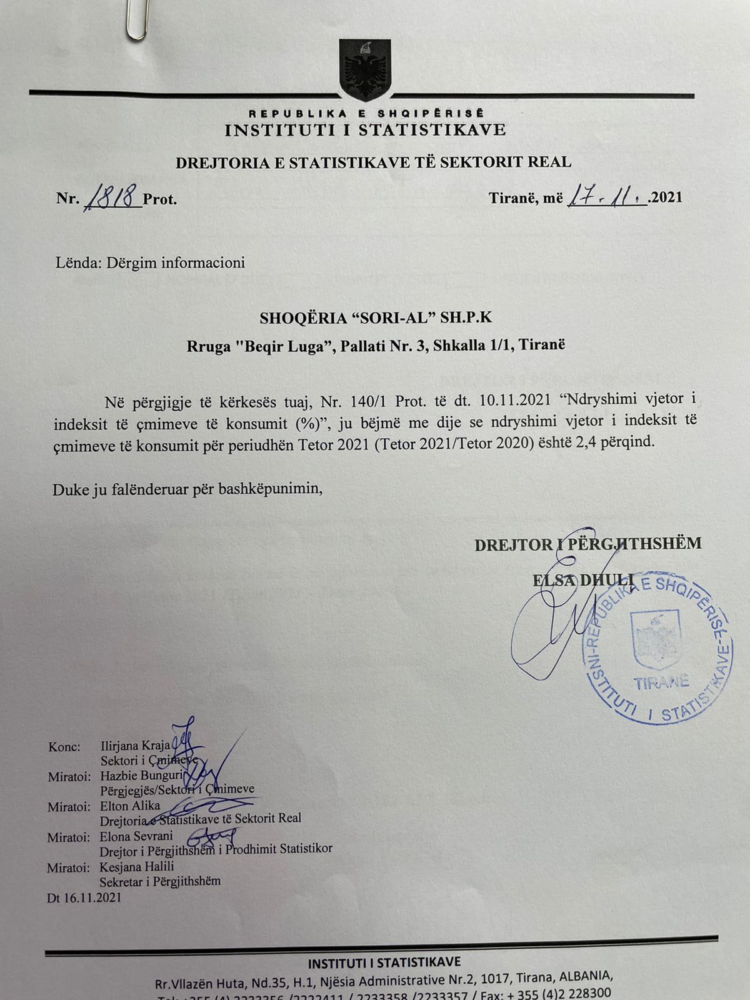 REPUBLIKA E SHQIPËRISË
INSTITUTI I STATISTIKAVE
DREJTORIA E STATISTIKAVE TË SEKTORIT REAL
Nr. 1818 Prot. Tiranë, më 17.11..2021
Lënda: Dërgim informacioni
SHOQËRIA “SORI-AL” SH.P.K
Rruga "Beqir Luga”, Pallati Nr. 3, Shkalla 1/1, Tiranë
Në përgjigje të kërkesës tuaj, Nr. 140/1 Prot. të dt. 10.11.2021 “Ndryshimi vjetor i
indeksit të çmimeve të konsumit (%)”, ju bëjmë me dije se ndryshimi vjetor i indeksit të
çmimeve të konsumit për periudhën Tetor 2021 (Tetor 2021/Tetor 2020) është 2,4 përqind.
Duke ju falënderuar për bashkëpunimin,
DREJTOR I PËRGJITHSHËM
ELSA DHULI
REPUBLIKA E SHQIPËRISË-INSTITUTI I STATISTIKAVE-
TIRANË
Konc: Ilirjana Kraja
Sektori i Çmimeve
Miratoi: Hazbie Bunguri
Përgjegjës/Sektori i Çmimeve
Miratoi: Elton Alika
Drejtoria e Statistikave të Sektorit Real
Miratoi: Elona Sevrani
Drejtor i Përgjithshëm i Prodhimit Statistikor
Miratoi: Kesjana Halili
Sekretar i Përgjithshëm
Dt 16.11.2021
INSTITUTI I STATISTIKAVE
Rr.Vllazën Huta, Nd.35, H.1, Njësia Administrative Nr.2, 1017, Tirana, ALBANIA,
/ 2233358 /2233357 / Fax: + 355 (4)2 228300